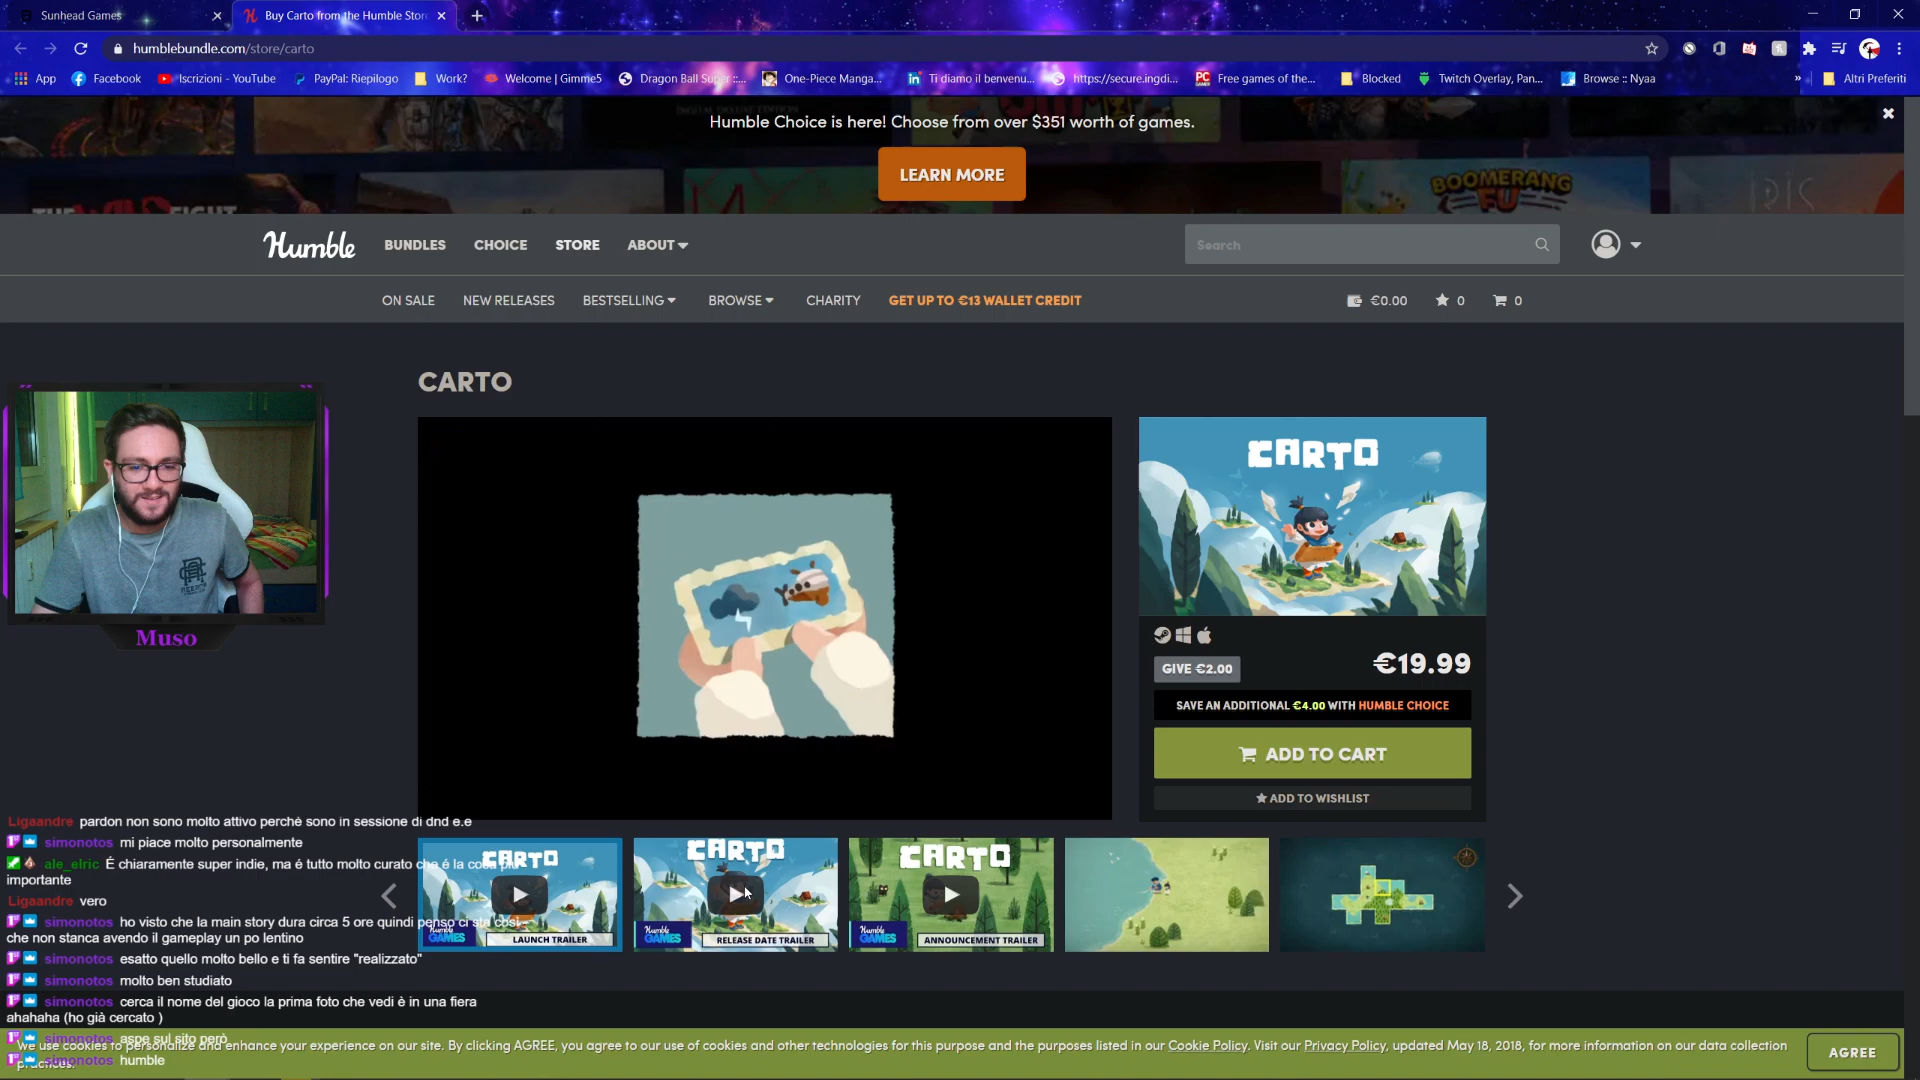 Sunhead Games
Buy Carto from the Humble Stor
humblebundle.com/store/carto
App
Facebook
Iscrizioni - YouTube
PayPal: Riepilogo
Work?
Welcome | Gimme5
Dragon Ball Super ::...
One-Piece Manga...
Ti diamo il benvenu...
https://secure.ingdi...
Free games of the...
Blocked
Twitch Overlay, Pan...
Browse :: Nyaa
»
Altri Preferiti
Humble Choice is here! Choose from over $351 worth of games.
LEARN MORE
BOOMERANG
FU
Humble
BUNDLES
CHOICE
STORE
ABOUT
Search
ON SALE
NEW RELEASES
BESTSELLING
BROWSE
CHARITY
GET UP TO €13 WALLET CREDIT
€0.00
0
0
CARTO
CARTO
GIVE €2.00
€19.99
SAVE AN ADDITIONAL €4.00 WITH HUMBLE CHOICE
ADD TO CART
ADD TO WISHLIST
Muso
CARTO
Humble
GAMES
LAUNCH TRAILER
CARTO
Humble
GAMES
RELEASE DATE TRAILER
CARTO
Humble
GAMES
ANNOUNCEMENT TRAILER
Ligaandre pardon non sono molto attivo perchè sono in sessione di dnd e.e
simonotos mi piace molto personalmente
ale_elric É chiaramente super indie, ma é tutto molto curato che é la cosa più
importante
Ligaandre vero
simonotos ho visto che la main story dura circa 5 ore quindi penso ci sta cosi
che non stanca avendo il gameplay un po lentino
simonotos esatto quello molto bello e ti fa sentire "realizzato"
simonotos molto ben studiato
simonotos cerca il nome del gioco la prima foto che vedi è in una fiera
ahahaha (ho già cercato )
simonotos aspe sul sito però
simonotos humble
We use cookies to personalize and enhance your experience on our site. By clicking AGREE, you agree to our use of cookies and other technologies for this purpose and the purposes listed in our Cookie Policy. Visit our Privacy Policy, updated May 18, 2018, for more information on our data collection
practices.
AGREE